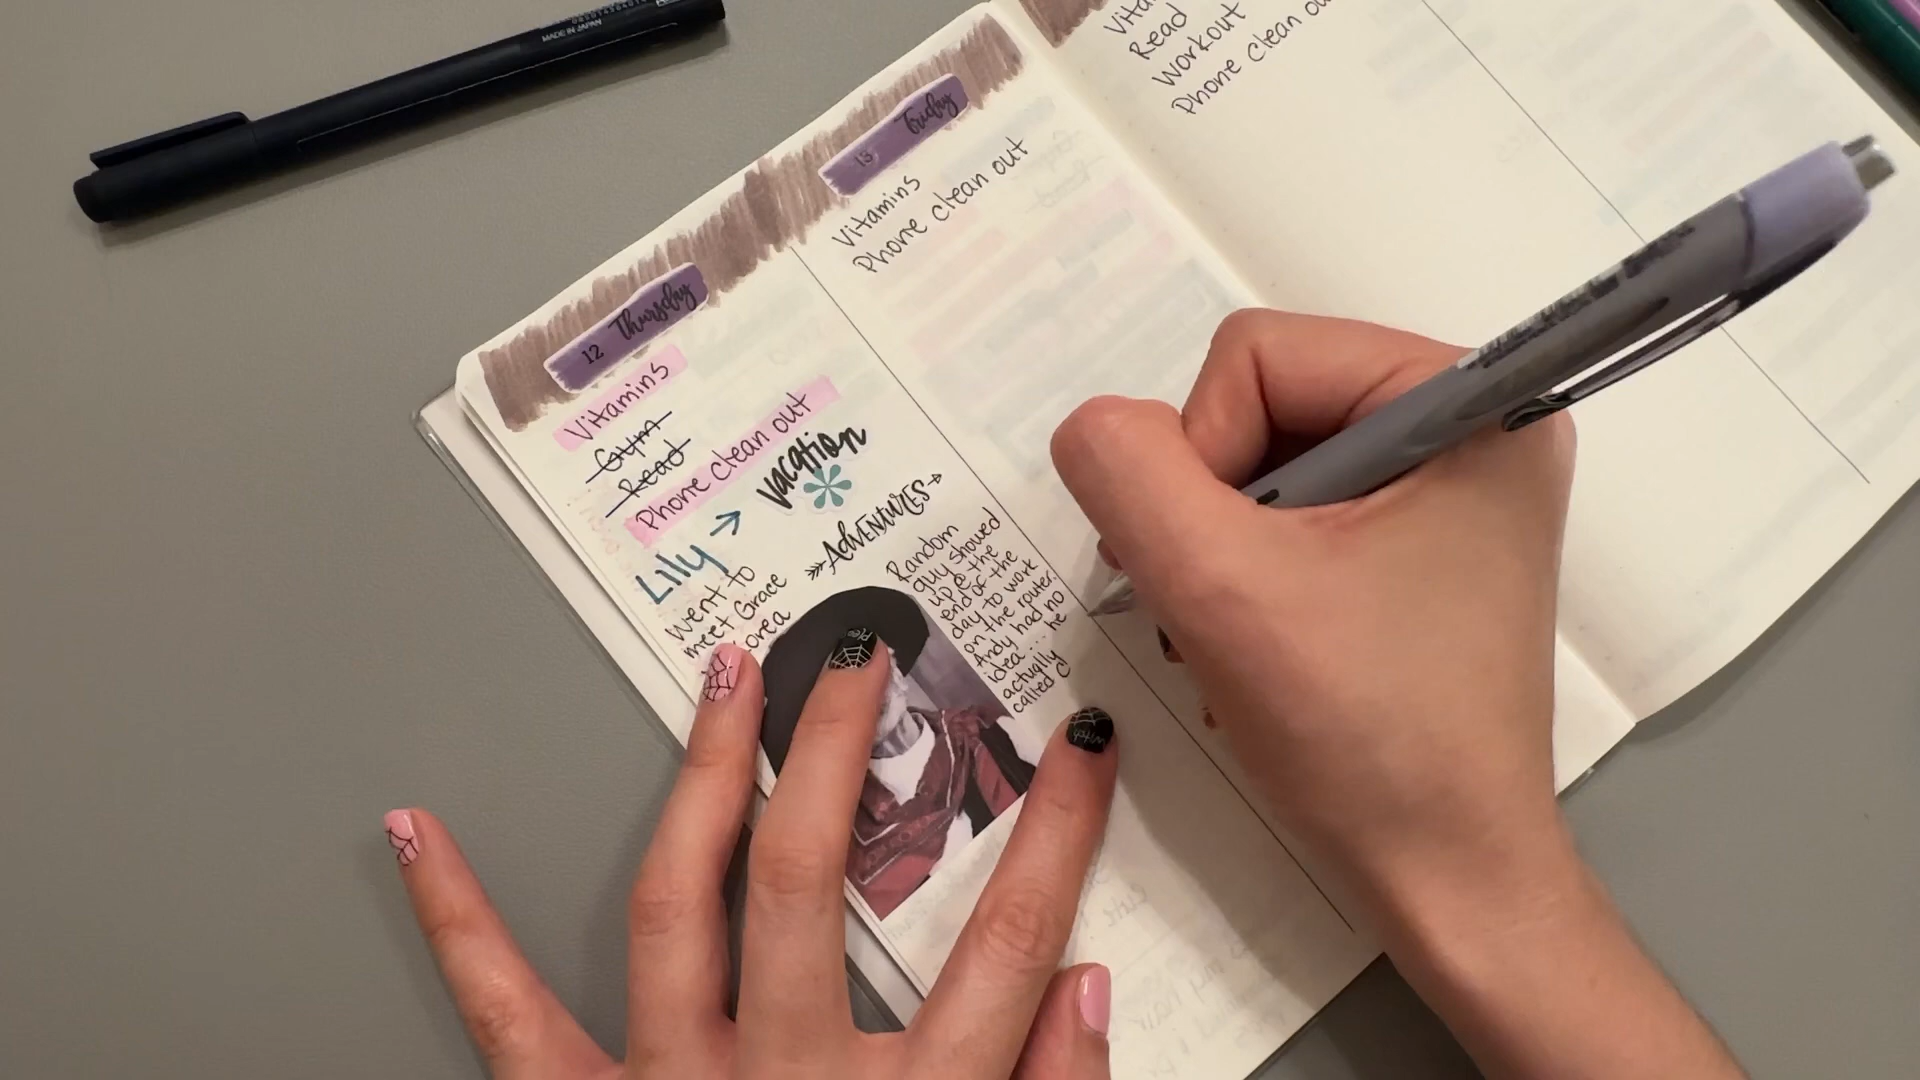 MADE IN JAPAN
12 Thursday
Vitamins
Gym
Read
Phone clean out
Lily → vacation
ADVENTURES
Went to
meet Grace
orea
Random
guy showed
up @ the
end of the
day to work
on the router.
Andy had no
idea... he
actually
called
13 Friday
Vitamins
Phone clean out
Read
Workout
Phone clean
witch